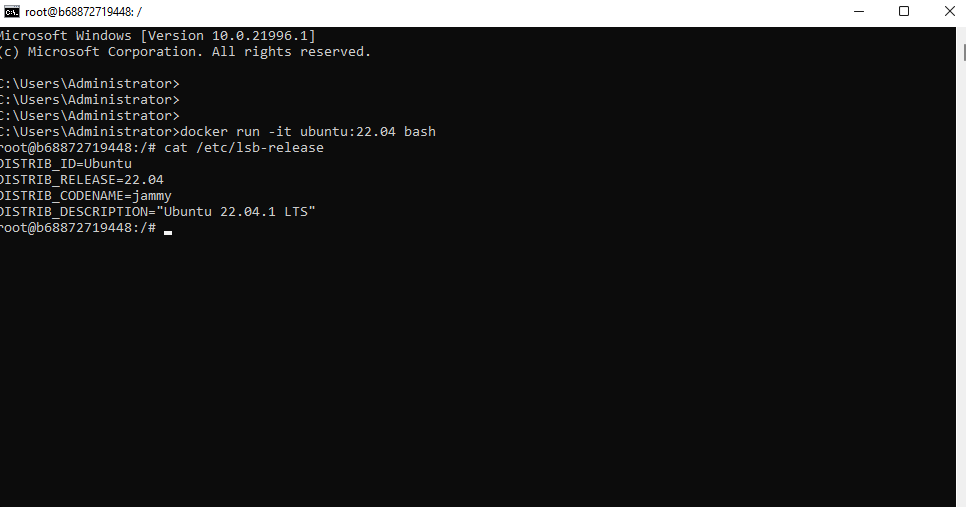 root@b68872719448: /
Microsoft Windows [Version 10.0.21996.1]
(c) Microsoft Corporation. All rights reserved.
C:\Users\Administrator>
C:\Users\Administrator>
C:\Users\Administrator>
C:\Users\Administrator>docker run -it ubuntu:22.04 bash
root@b68872719448:/# cat /etc/lsb-release
DISTRIB_ID=Ubuntu
DISTRIB_RELEASE=22.04
DISTRIB_CODENAME=jammy
DISTRIB_DESCRIPTION="Ubuntu 22.04.1 LTS"
root@b68872719448:/#